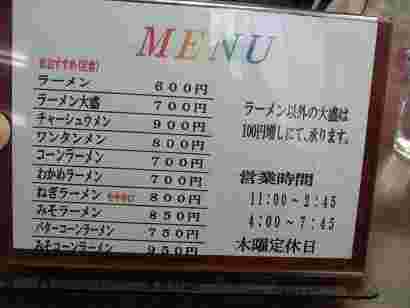 MENU
おすすめ(定番)
ラーメン 600円
ラーメン大盛 700円
チャーシュウメン 900円
ワンタンメン 800円
コーンラーメン 700円
わかめラーメン 700円
ねぎラーメン 800円
みそラーメン 850円
バターコーンラーメン 750円
みそコーンラーメン 950円
ラーメン以外の大盛は
100円増しにて、承ります。
営業時間
11:00~2:45
4:00~7:45
木曜定休日